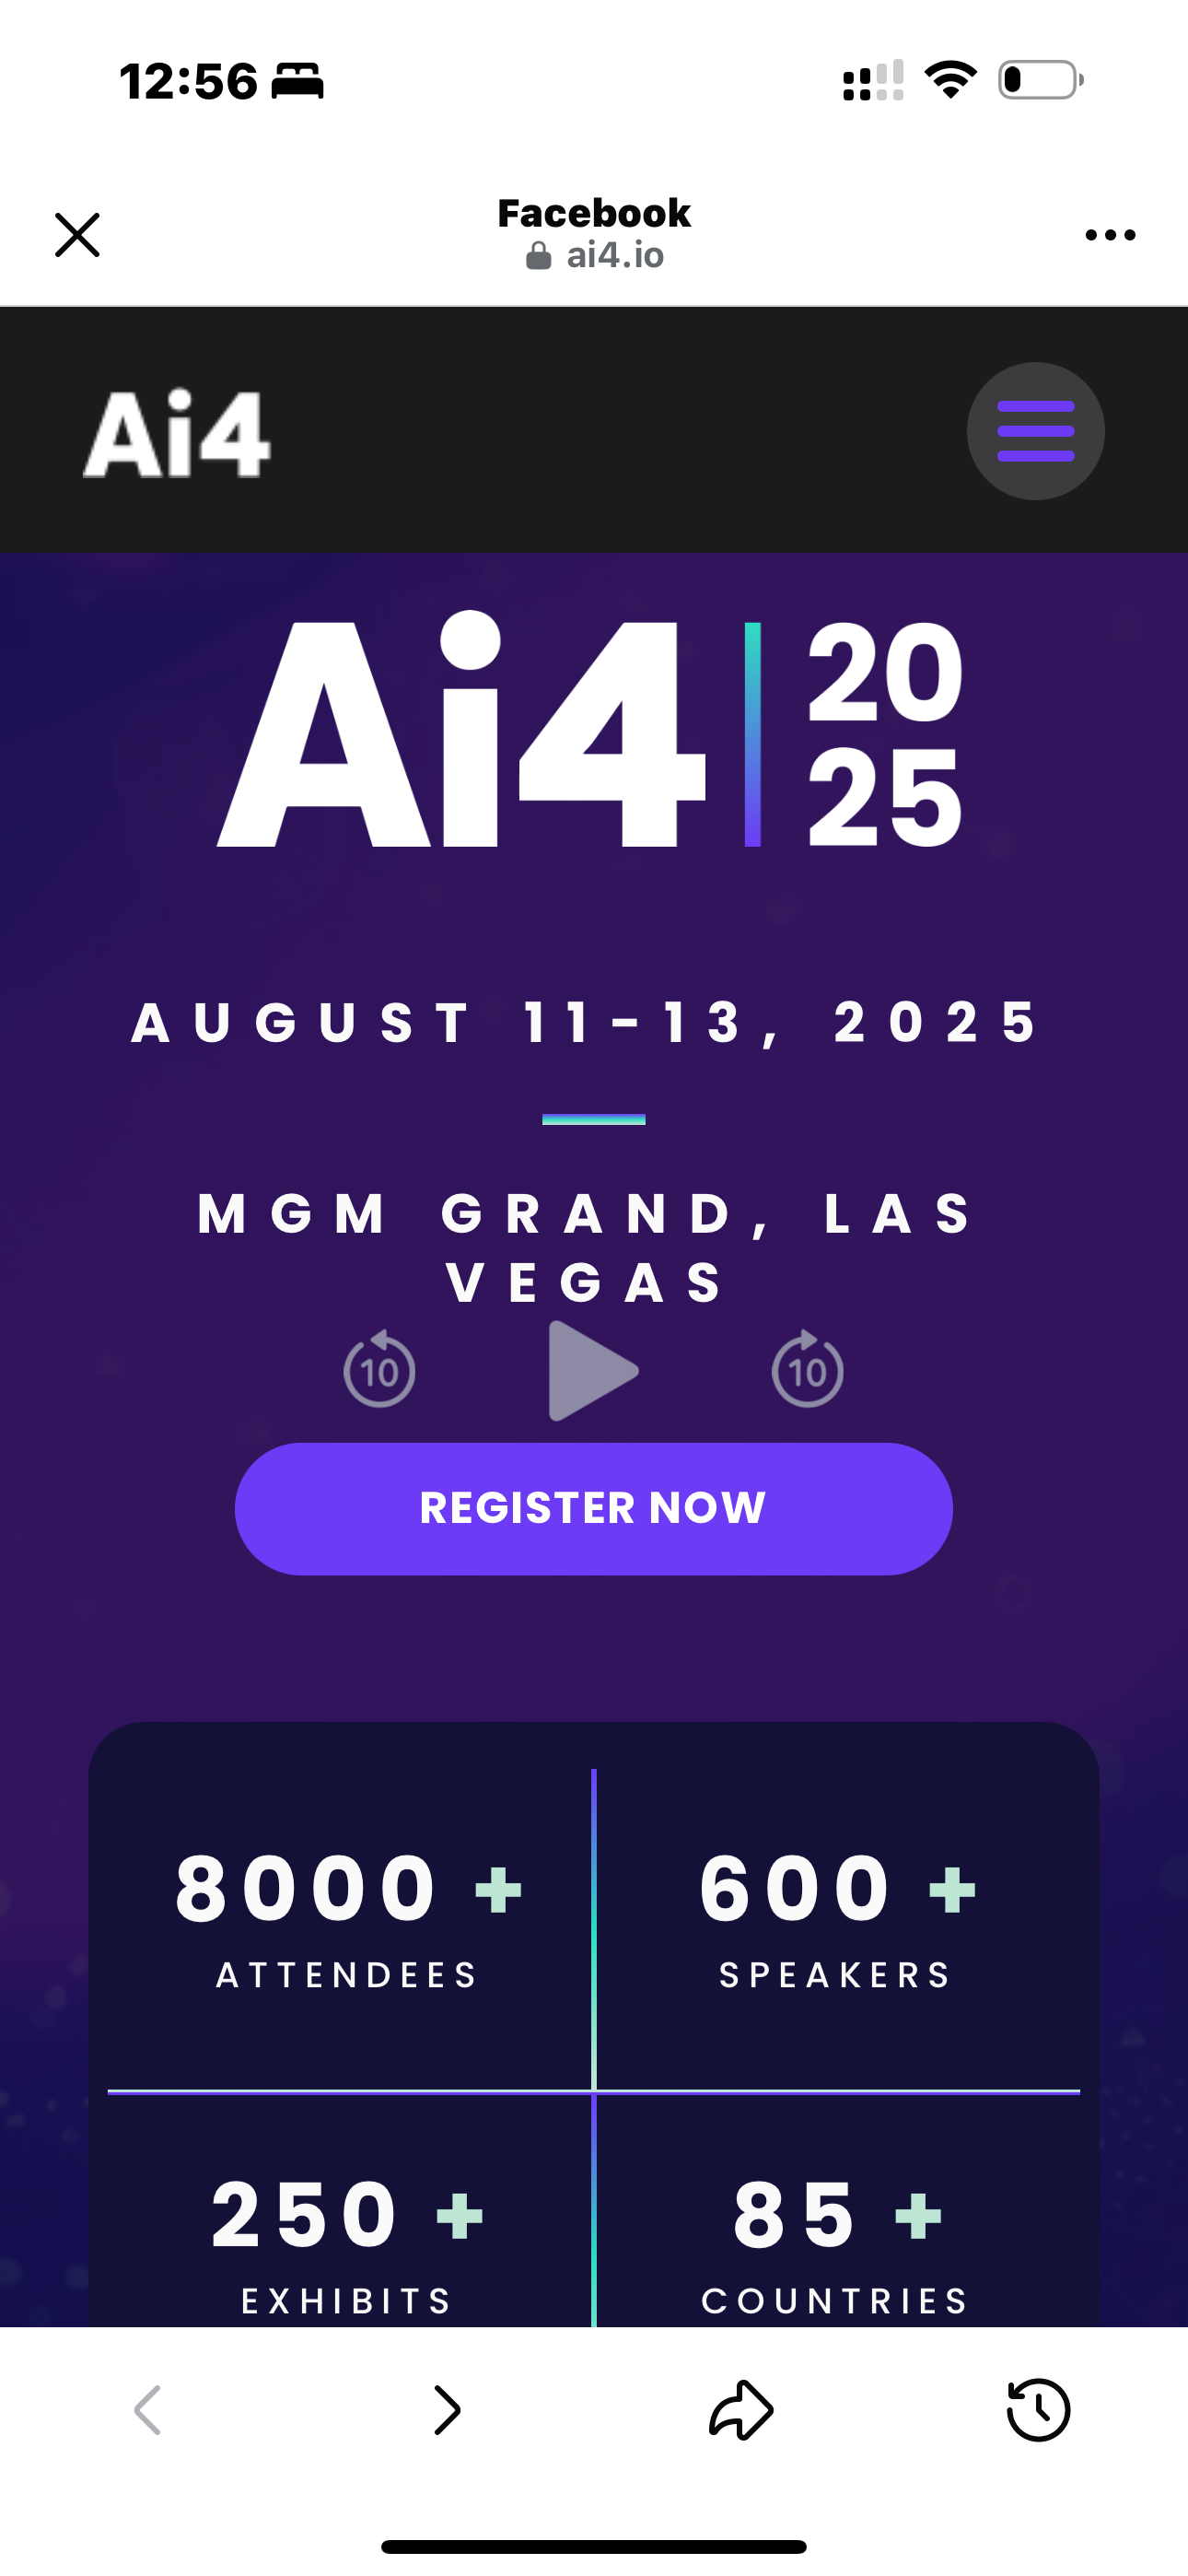 12:56
Facebook
ai4.io
Ai4
Ai4 20
25
AUGUST 11-13, 2025
MGM GRAND, LAS
VEGAS
10 10
REGISTER NOW
8000 + 600 +
ATTENDEES SPEAKERS
250 + 85 +
EXHIBITS COUNTRIES